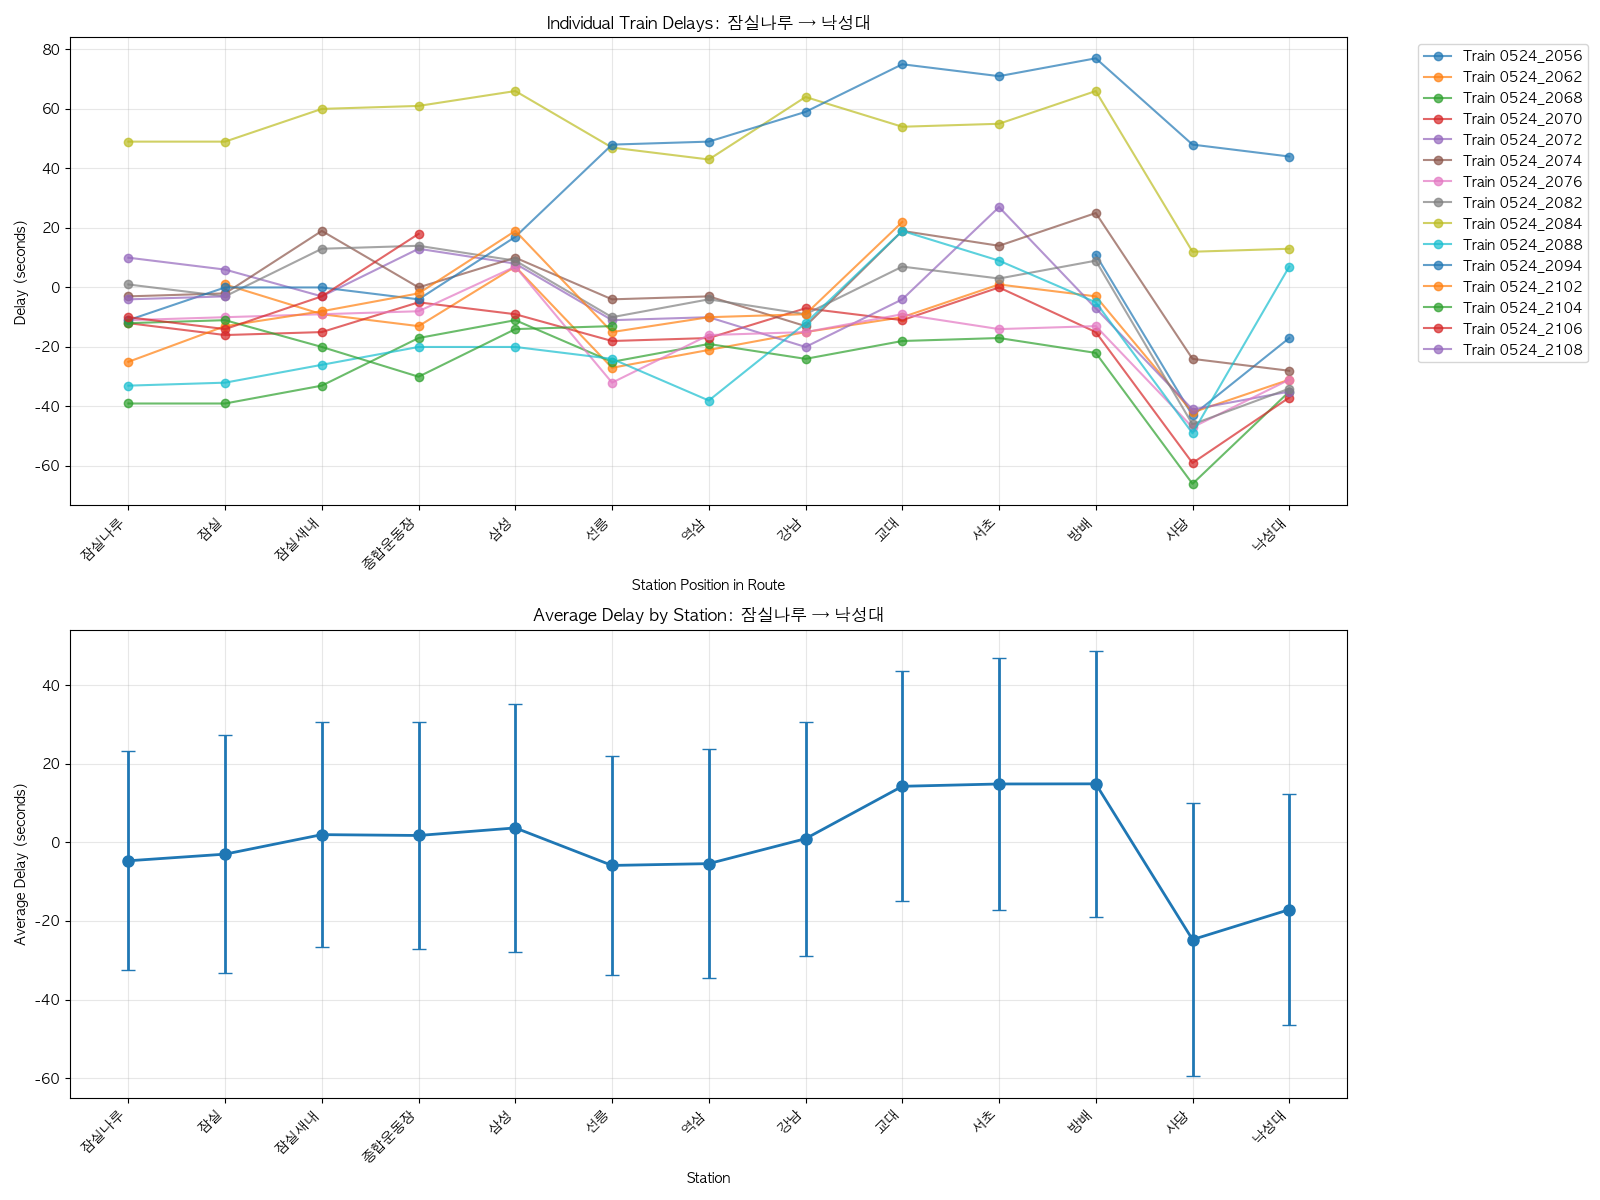 Individual Train Delays: 잠실나루 → 낙성대
Delay (seconds)
80
60
40
20
0
-20
-40
-60
잠실나루
잠실
잠실새내
종합운동장
삼성
선릉
역삼
강남
교대
서초
방배
사당
낙성대
Station Position in Route
Train 0524_2056
Train 0524_2062
Train 0524_2068
Train 0524_2070
Train 0524_2072
Train 0524_2074
Train 0524_2076
Train 0524_2082
Train 0524_2084
Train 0524_2088
Train 0524_2094
Train 0524_2102
Train 0524_2104
Train 0524_2106
Train 0524_2108
Average Delay by Station: 잠실나루 → 낙성대
Average Delay (seconds)
40
20
0
-20
-40
-60
잠실나루
잠실
잠실새내
종합운동장
삼성
선릉
역삼
강남
교대
서초
방배
사당
낙성대
Station